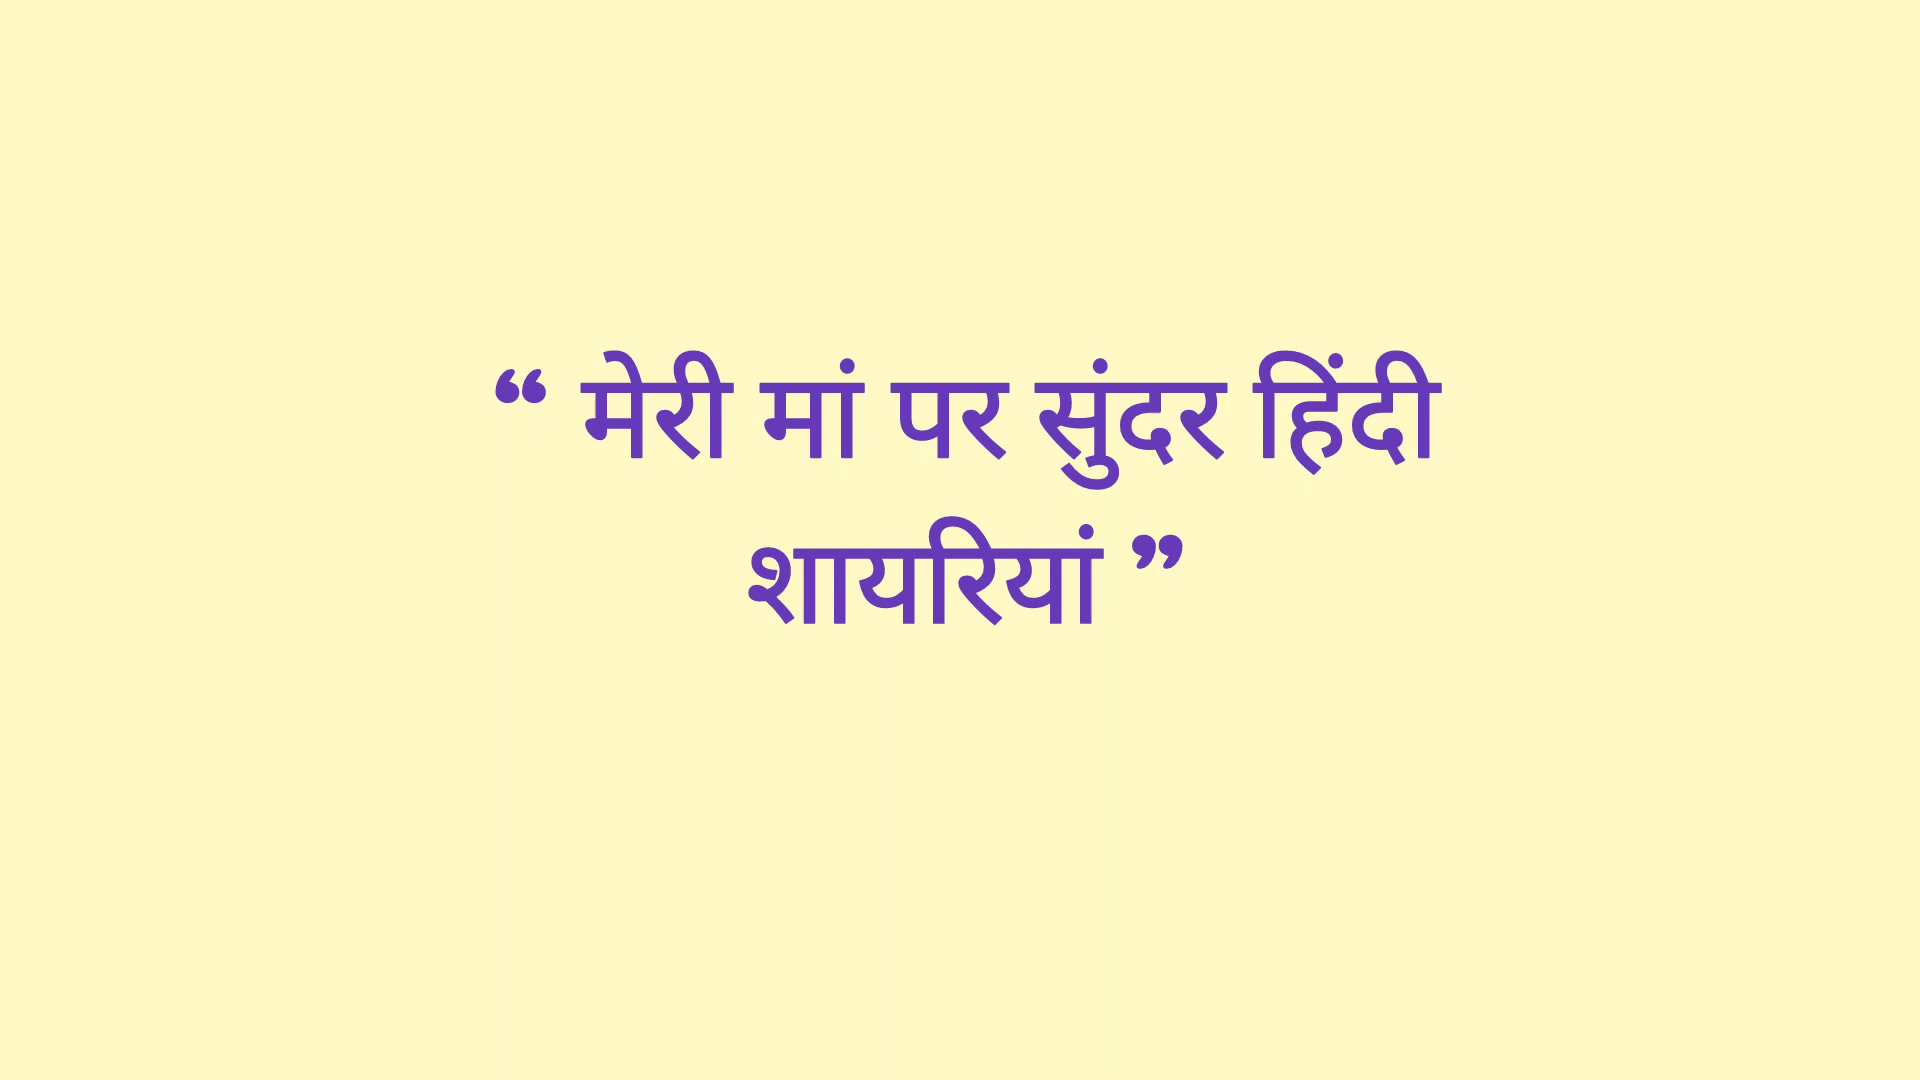 “ मेरी मां पर सुंदर हिंदी
शायरियां ”